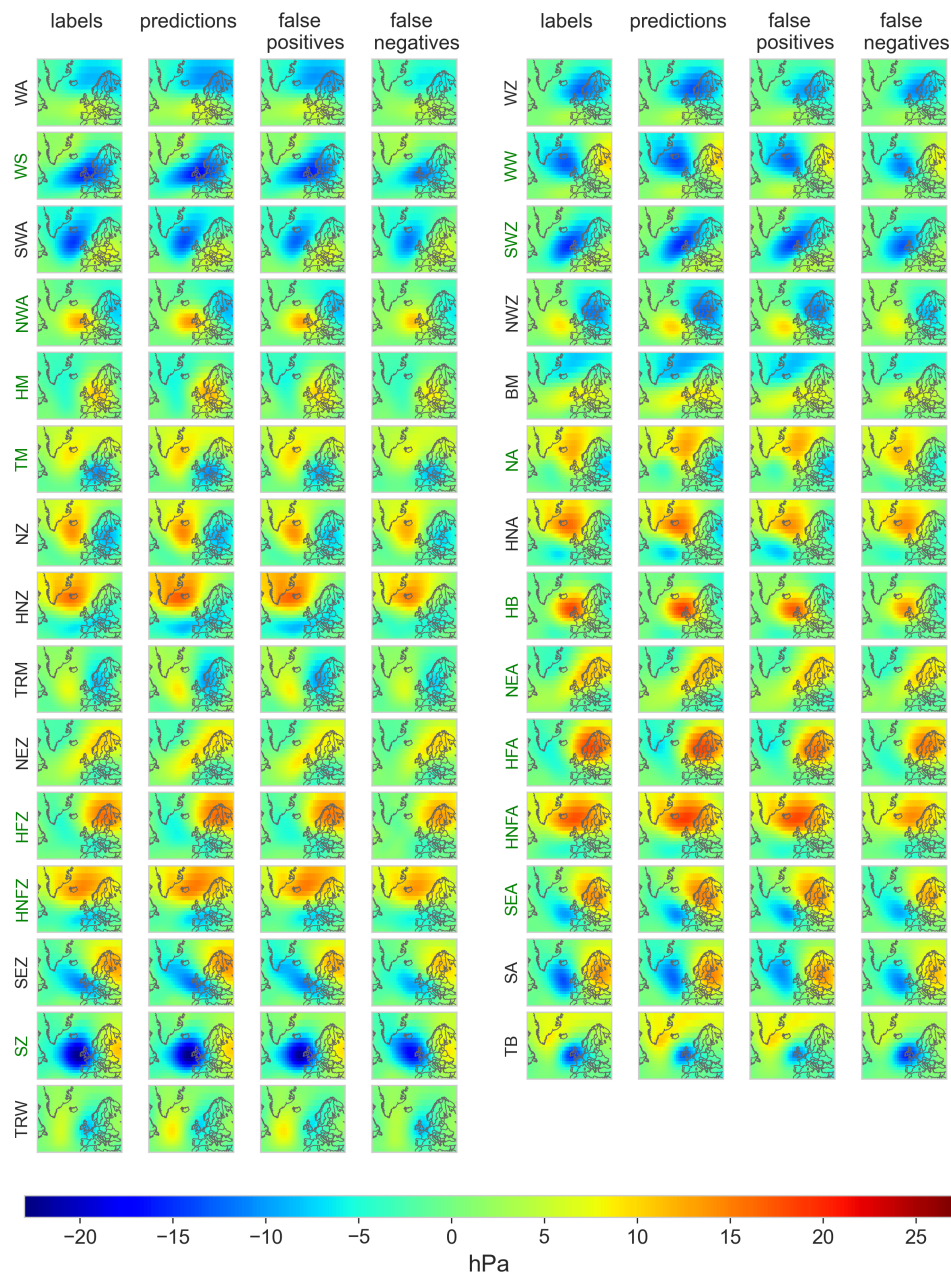 labels predictions false positives false negatives labels predictions false positives false negatives
WA WZ
WS WW
SWA SWZ
NWA NWZ
HM BM
TM NA
NZ HNA
HNZ HB
TRM NEA
NEZ HFA
HFZ HNFA
HNFZ SEA
SEZ SA
SZ TB
TRW
−20 −15 −10 −5 0 5 10 15 20 25
hPa